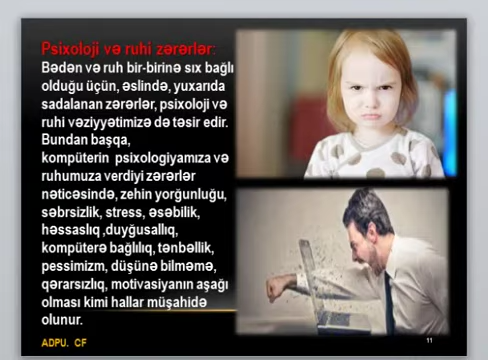 Psixoloji və ruhi zərərlər:
Bədən və ruh bir-birinə sıx bağlı
olduğu üçün, əslində, yuxarıda
sadalanan zərərlər, psixoloji və
ruhi vəziyyətimizə də təsir edir.
Bundan başqa,
kompüterin psixologiyamıza və
ruhumuza verdiyi zərərlər
nəticəsində, zehin yorğunluğu,
səbrsizlik, stress, əsəbilik,
həssaslıq ,duyğusallıq,
kompüterə bağlılıq, tənbəllik,
pessimizm, düşünə bilməmə,
qərarsızlıq, motivasiyanın aşağı
olması kimi hallar müşahidə
olunur.
ADPU. CF
11